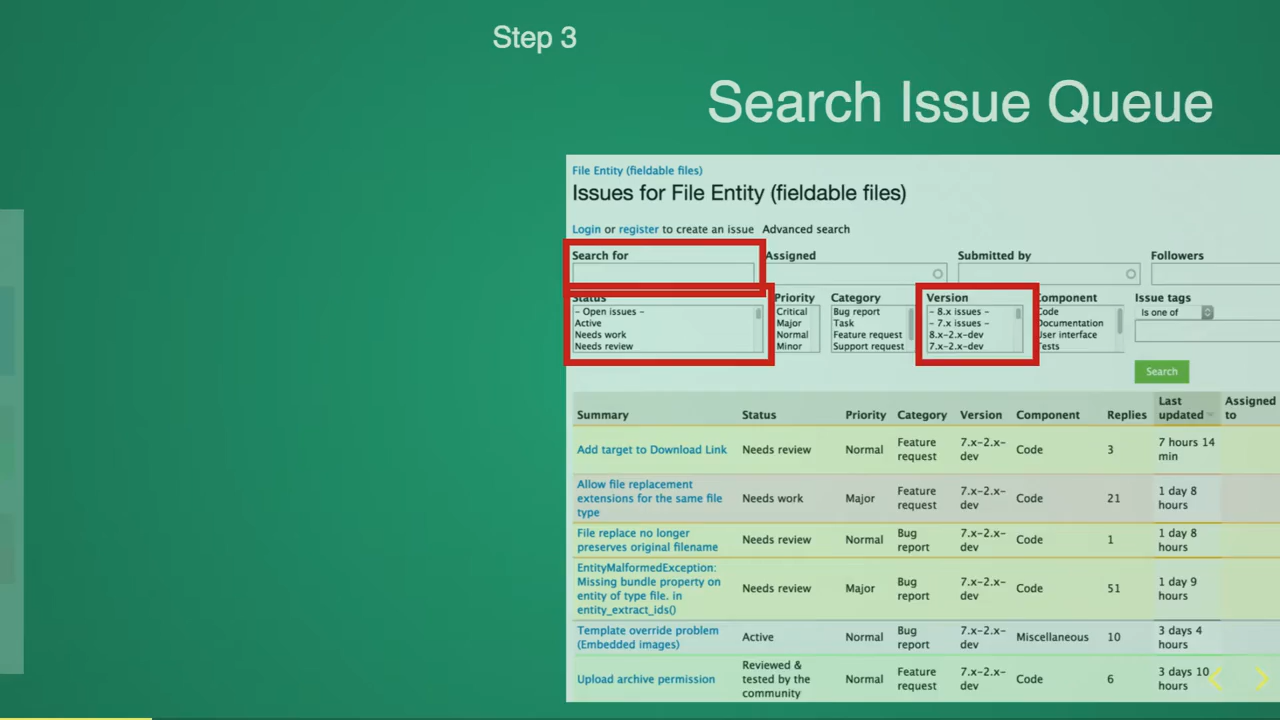 Step 3
Search Issue Queue
File Entity (fieldable files)
Issues for File Entity (fieldable files)
Login or register to create an issue Advanced search
Search for Assigned Submitted by Followers
Status Priority Category Version Component Issue tags
- Open issues - Critical Bug report - 8.x issues - Code Is one of
Active Major Task - 7.x issues - Documentation
Needs work Normal Feature request 8.x-2.x-dev User interface
Needs review Minor Support request 7.x-2.x-dev Tests
Search
Summary Status Priority Category Version Component Replies Last updated Assigned to
Add target to Download Link Needs review Normal Feature request 7.x-2.x-dev Code 3 7 hours 14 min
Allow file replacement extensions for the same file type Needs work Major Feature request 7.x-2.x-dev Code 21 1 day 8 hours
File replace no longer preserves original filename Needs review Normal Bug report 7.x-2.x-dev Code 1 1 day 8 hours
EntityMalformedException: Missing bundle property on entity of type file. in entity_extract_ids() Needs review Major Bug report 7.x-2.x-dev Code 51 1 day 9 hours
Template override problem (Embedded images) Active Normal Bug report 7.x-2.x-dev Miscellaneous 10 3 days 4 hours
Upload archive permission Reviewed & tested by the community Normal Feature request 7.x-2.x-dev Code 6 3 days 10 hours